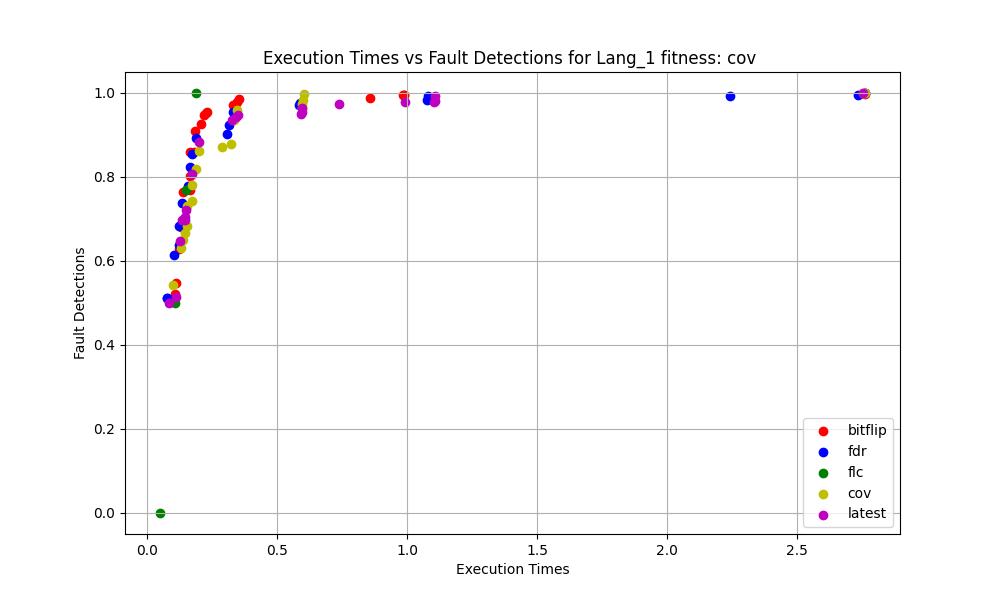 Execution Times vs Fault Detections for Lang_1 fitness: cov
1.0
0.8
0.6
0.4
0.2
0.0
Fault Detections
0.0 0.5 1.0 1.5 2.0 2.5
Execution Times
bitflip
fdr
flc
cov
latest